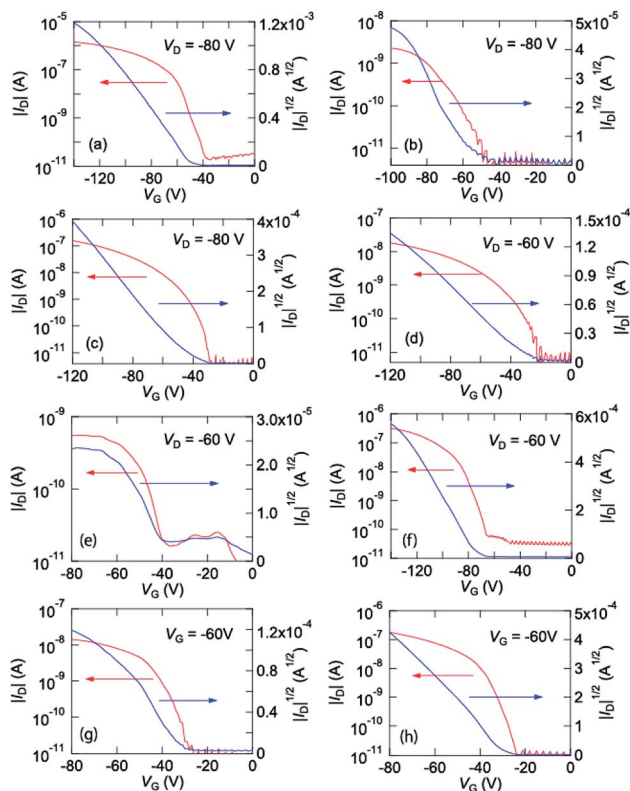 10⁻⁵
10⁻⁷
10⁻⁹
10⁻¹¹
|I_D| (A)
V_D = -80 V
(a)
1.2x10⁻³
0.8
0.4
0
|I_D|^1/2 (A^1/2)
-120
-80
-40
0
V_G (V)
10⁻⁸
10⁻⁹
10⁻¹⁰
10⁻¹¹
|I_D| (A)
V_D = -80 V
(b)
5x10⁻⁵
4
3
2
1
0
|I_D|^1/2 (A^1/2)
-100
-80
-60
-40
-20
0
V_G (V)
10⁻⁶
10⁻⁷
10⁻⁸
10⁻⁹
10⁻¹⁰
10⁻¹¹
|I_D| (A)
V_D = -80 V
(c)
4x10⁻⁴
3
2
1
0
|I_D|^1/2 (A^1/2)
-120
-80
-40
0
V_G (V)
10⁻⁷
10⁻⁸
10⁻⁹
10⁻¹⁰
10⁻¹¹
|I_D| (A)
V_D = -60 V
(d)
1.5x10⁻⁴
1.2
0.9
0.6
0.3
0
|I_D|^1/2 (A^1/2)
-120
-80
-40
0
V_G (V)
10⁻⁹
10⁻¹⁰
10⁻¹¹
|I_D| (A)
V_D = -60 V
(e)
3.0x10⁻⁵
2.5
2.0
1.5
1.0
0.5
0
|I_D|^1/2 (A^1/2)
-80
-60
-40
-20
0
V_G (V)
10⁻⁶
10⁻⁷
10⁻⁸
10⁻⁹
10⁻¹⁰
10⁻¹¹
|I_D| (A)
V_D = -60 V
(f)
6x10⁻⁴
4
2
0
|I_D|^1/2 (A^1/2)
-120
-80
-40
0
V_G (V)
10⁻⁷
10⁻⁸
10⁻⁹
10⁻¹⁰
10⁻¹¹
|I_D| (A)
V_G = -60V
(g)
1.2x10⁻⁴
0.8
0.4
0
|I_D|^1/2 (A^1/2)
-80
-60
-40
-20
0
V_G (V)
10⁻⁶
10⁻⁷
10⁻⁸
10⁻⁹
10⁻¹⁰
10⁻¹¹
|I_D| (A)
V_G = -60V
(h)
5x10⁻⁴
4
3
2
1
0
|I_D|^1/2 (A^1/2)
-80
-60
-40
-20
0
V_G (V)